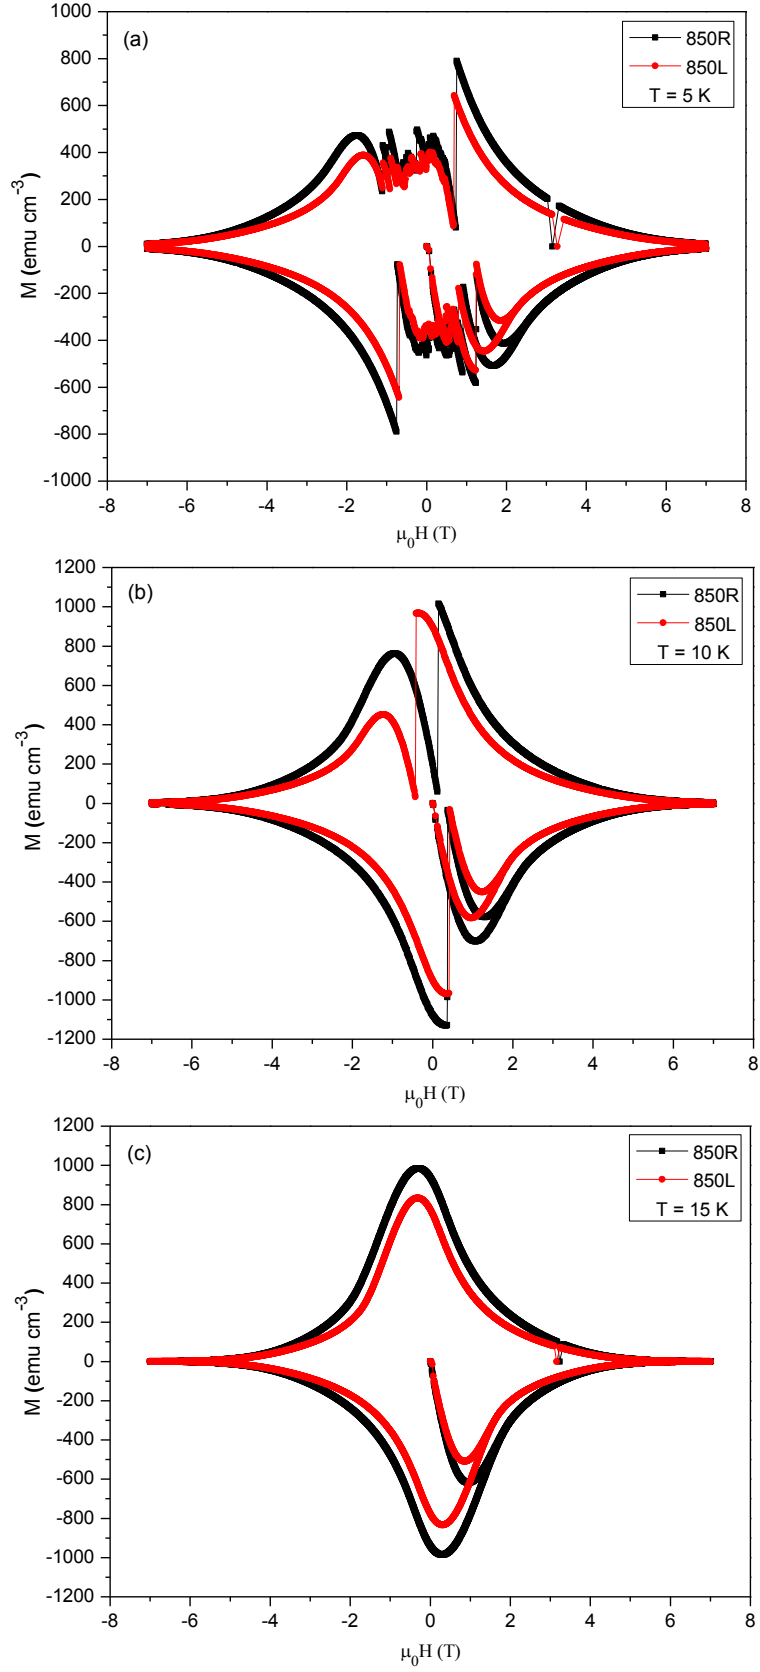 (a)
850R
850L
T = 5 K
1000
800
600
400
200
0
-200
-400
-600
-800
-1000
M (emu cm⁻³)
-8 -6 -4 -2 0 2 4 6 8
μ₀H (T)
(b)
850R
850L
T = 10 K
1200
1000
800
600
400
200
0
-200
-400
-600
-800
-1000
-1200
M (emu cm⁻³)
-8 -6 -4 -2 0 2 4 6 8
μ₀H (T)
(c)
850R
850L
T = 15 K
1200
1000
800
600
400
200
0
-200
-400
-600
-800
-1000
-1200
M (emu cm⁻³)
-8 -6 -4 -2 0 2 4 6 8
μ₀H (T)